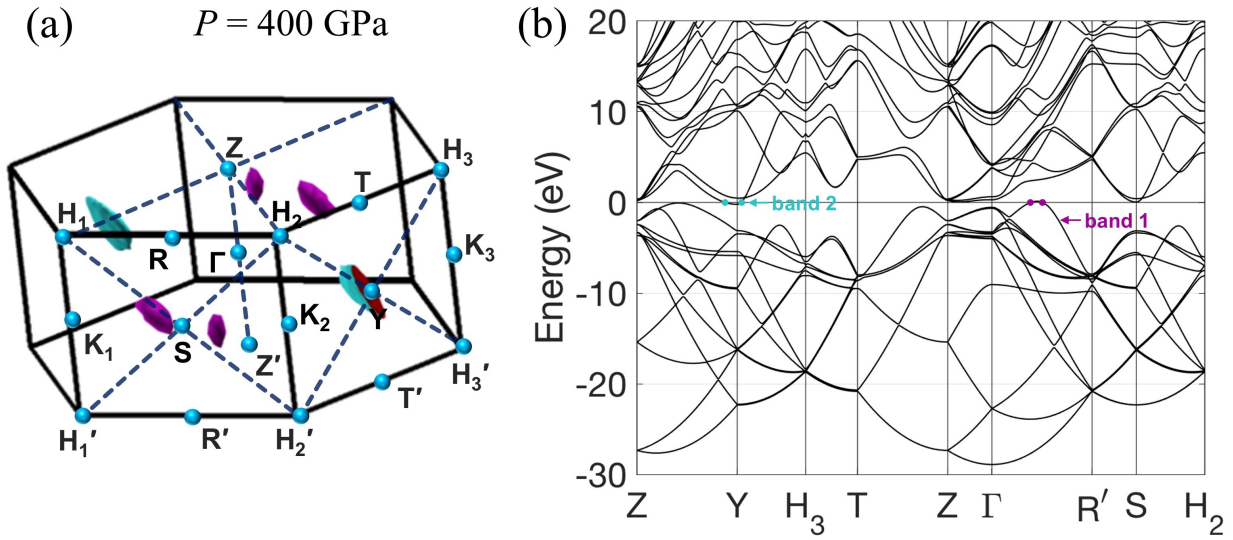 (a)
P = 400 GPa
Z
H₃
T
H₁
H₂
R
Γ
K₃
K₁
S
K₂
Y
Z′
H₃′
T′
H₁′
R′
H₂′
(b)
Energy (eV)
20
10
0
-10
-20
-30
band 2
band 1
Z Y H₃ T Z Γ R′ S H₂